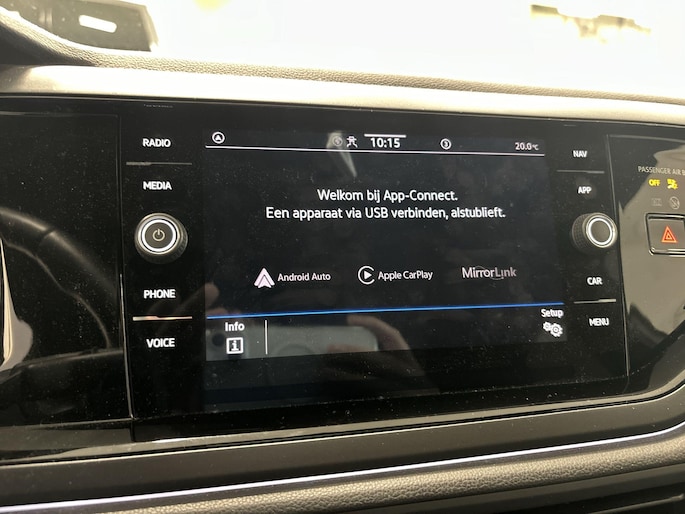 RADIO
MEDIA
PHONE
VOICE
10:15
3
20.0°C
Welkom bij App-Connect.
Een apparaat via USB verbinden, alstublieft.
Android Auto
Apple CarPlay
MirrorLink
Info
i
Setup
NAV
APP
CAR
MENU
PASSENGER AIR B
OFF